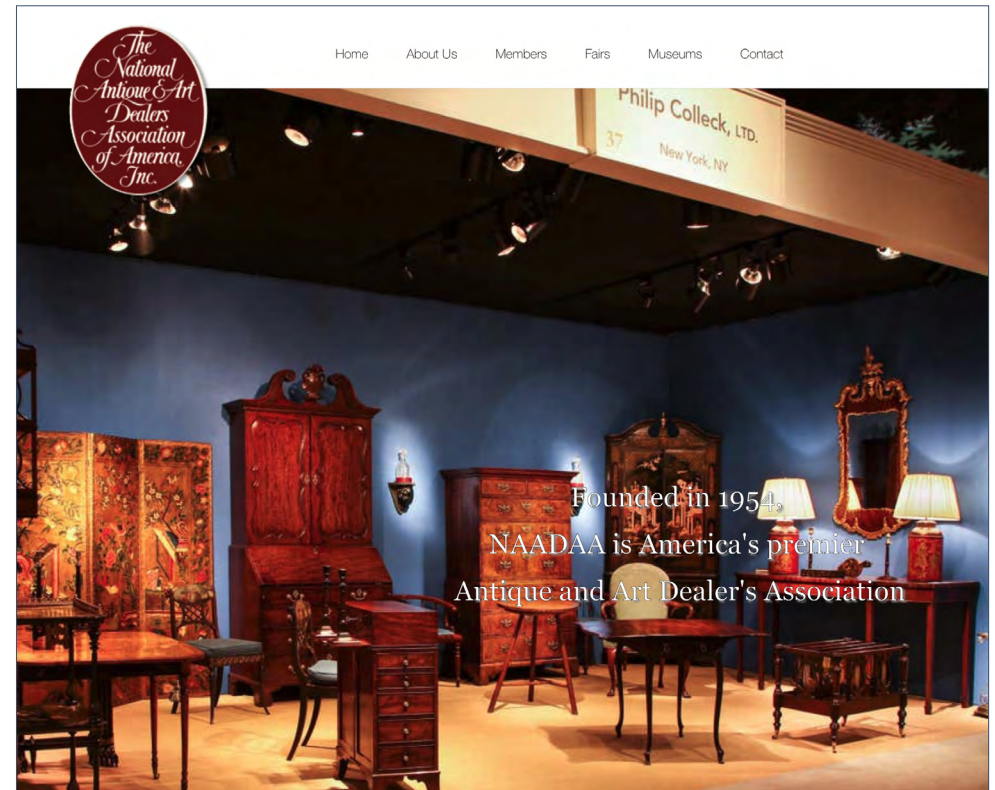 The
National
Antique & Art
Dealers
Association
of America,
Inc.
Home About Us Members Fairs Museums Contact
Philip Colleck, LTD.
37 New York, NY
Founded in 1954,
NAADAA is America's premier
Antique and Art Dealer's Association